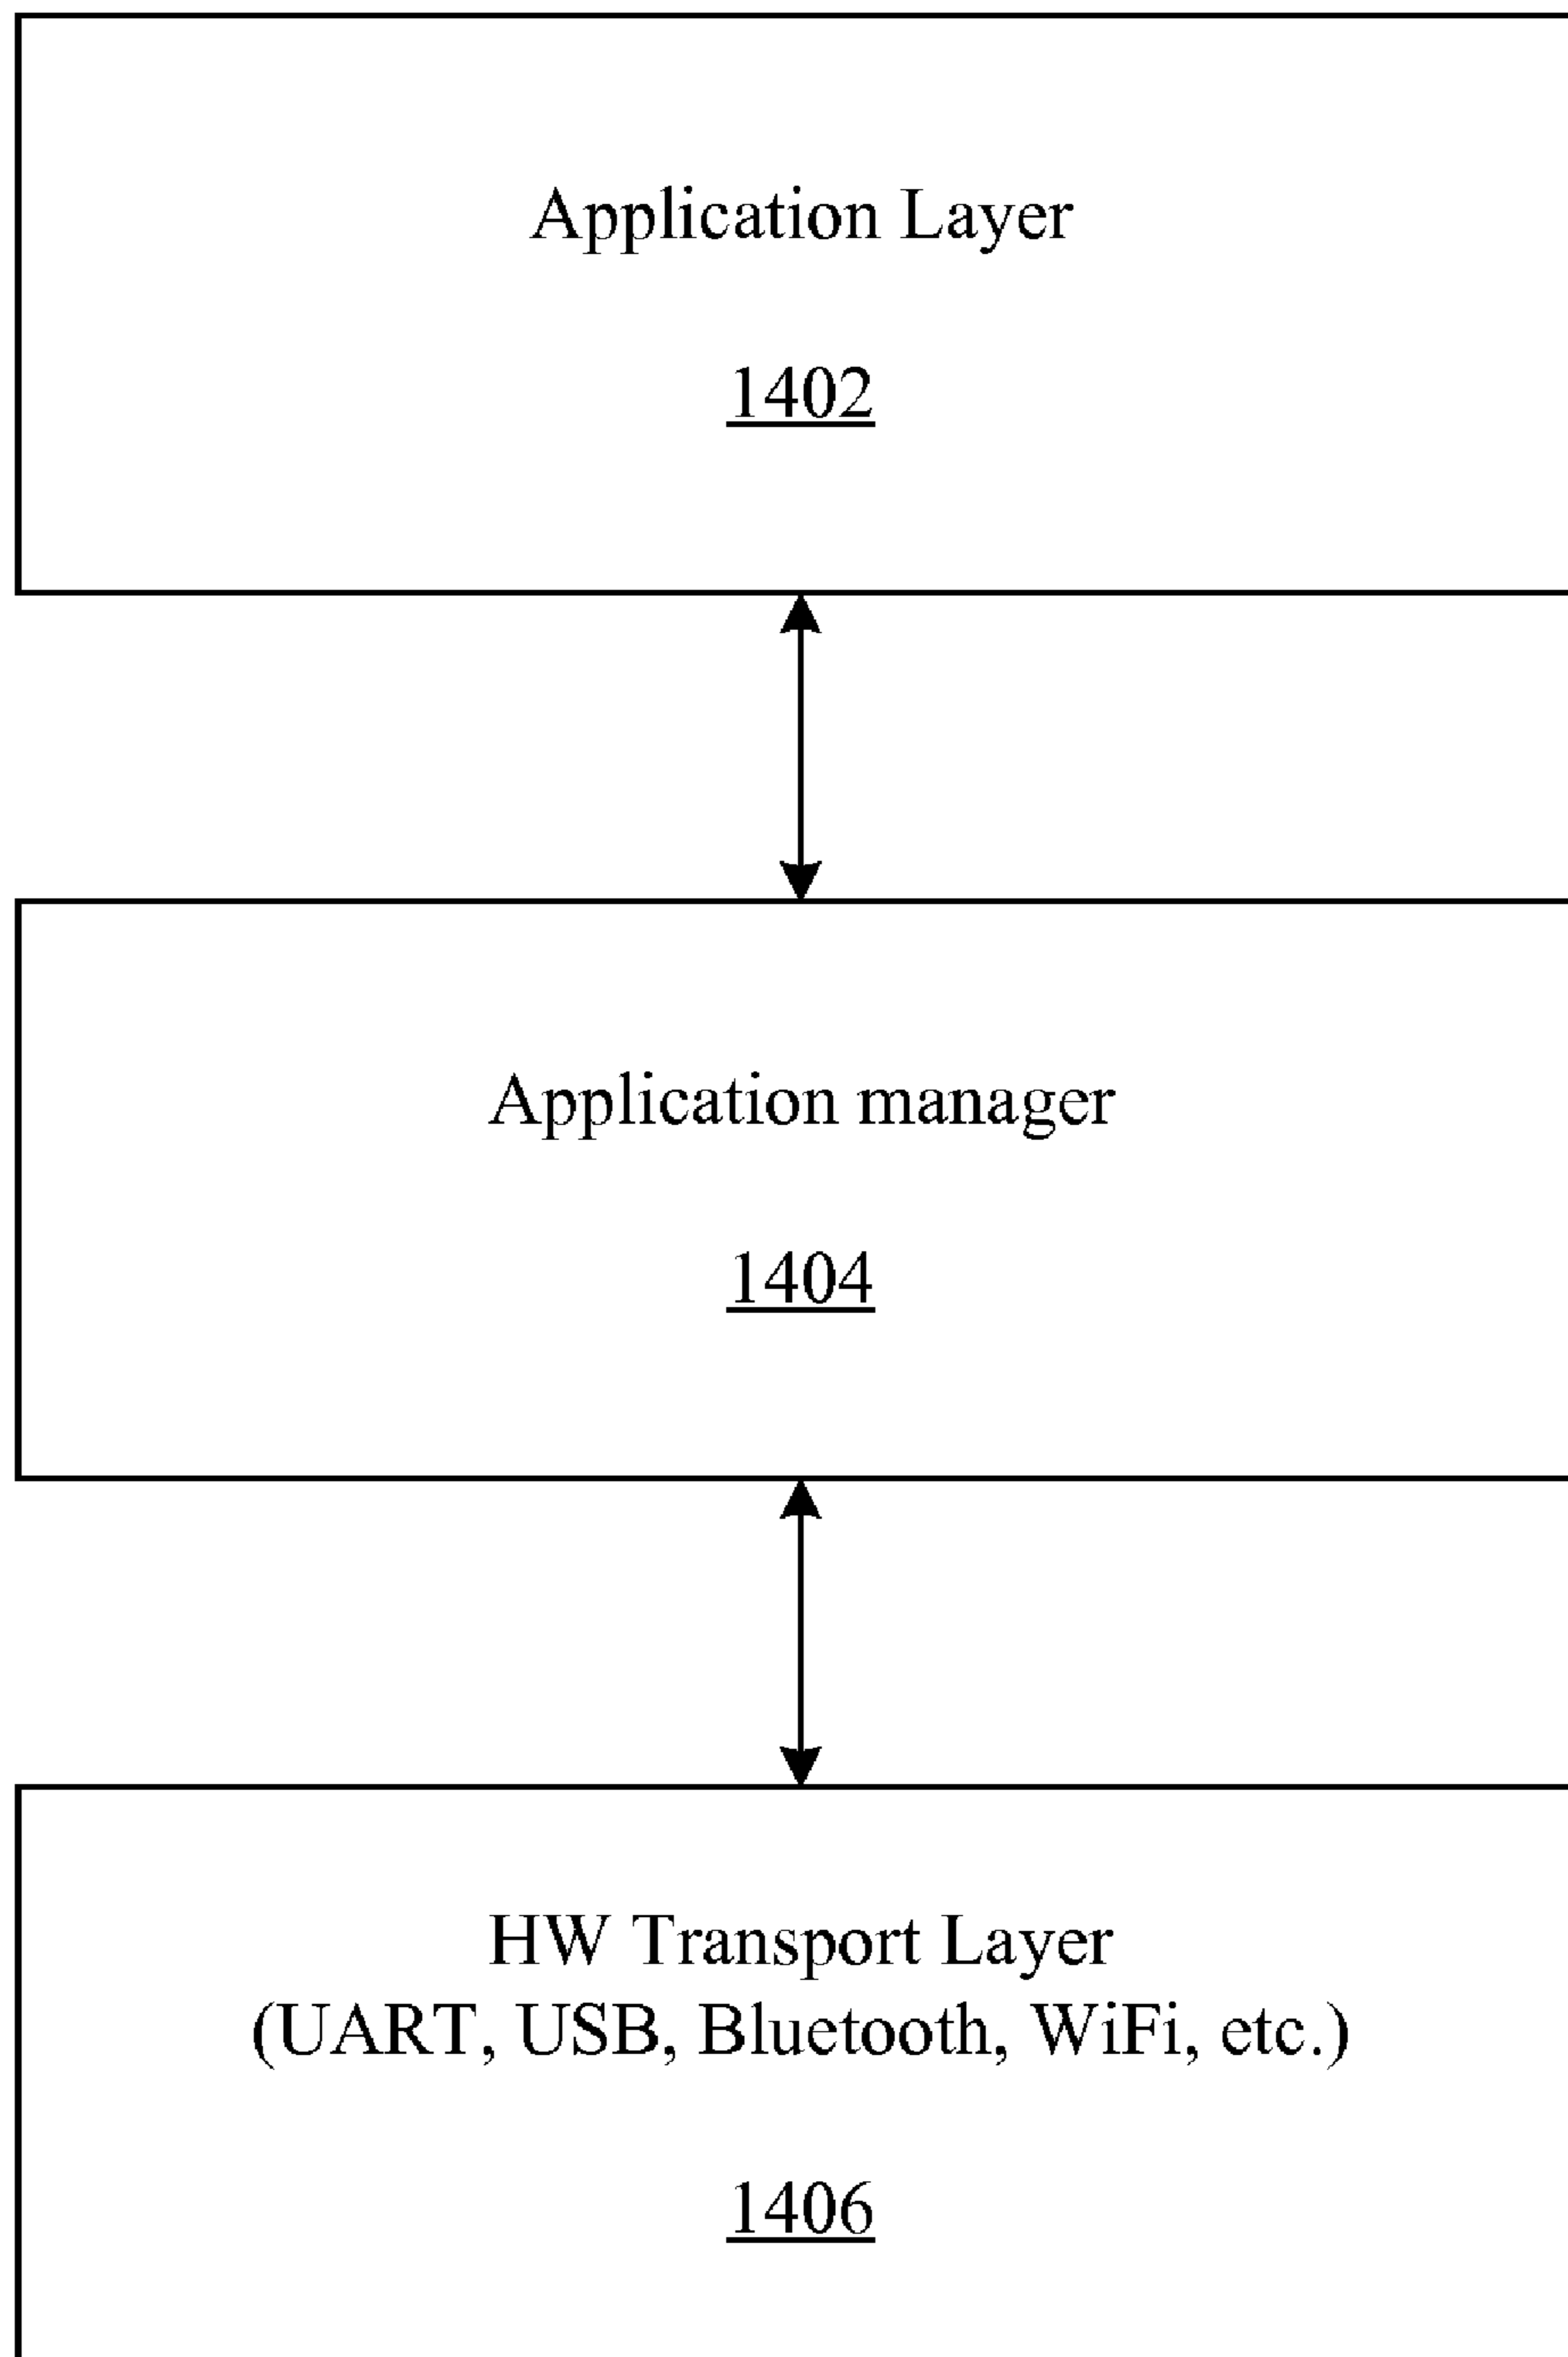 Application Layer
1402
Application manager
1404
HW Transport Layer
(UART, USB, Bluetooth, WiFi, etc.)
1406